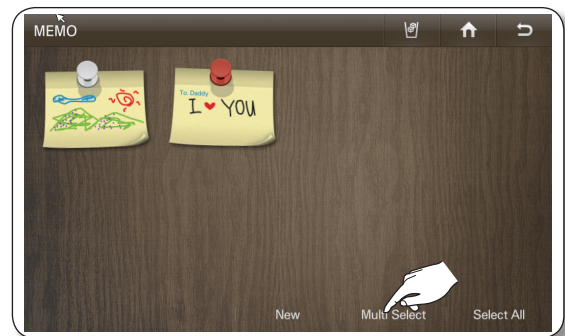 MEMO
To. Daddy
I ♥ YOU
New
Multi Select
Select All